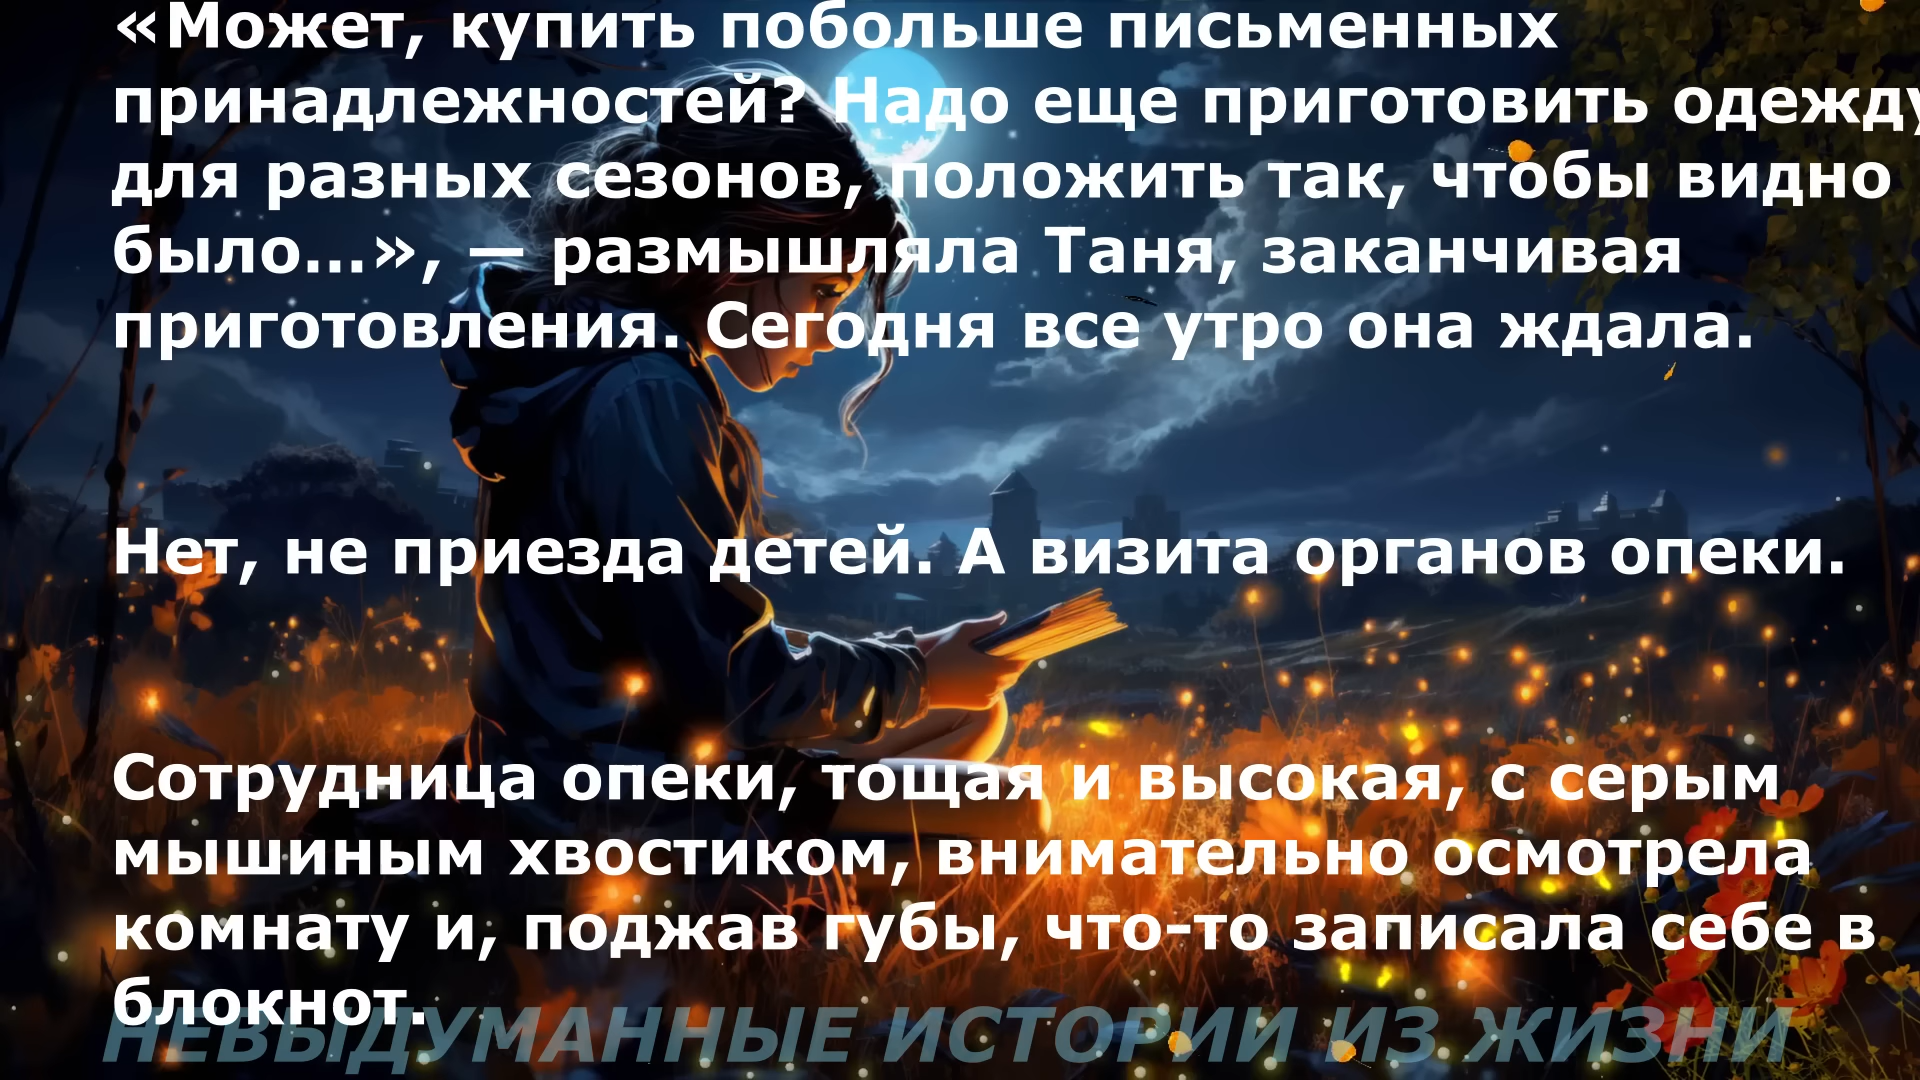 «Может, купить побольше письменных
принадлежностей? Надо еще приготовить одежду
для разных сезонов, положить так, чтобы видно
было...», — размышляла Таня, заканчивая
приготовления. Сегодня все утро она ждала.
Нет, не приезда детей. А визита органов опеки.
Сотрудница опеки, тощая и высокая, с серым
мышиным хвостиком, внимательно осмотрела
комнату и, поджав губы, что-то записала себе в
блокнот.
НЕВЫДУМАННЫЕ ИСТОРИИ ИЗ ЖИЗНИ